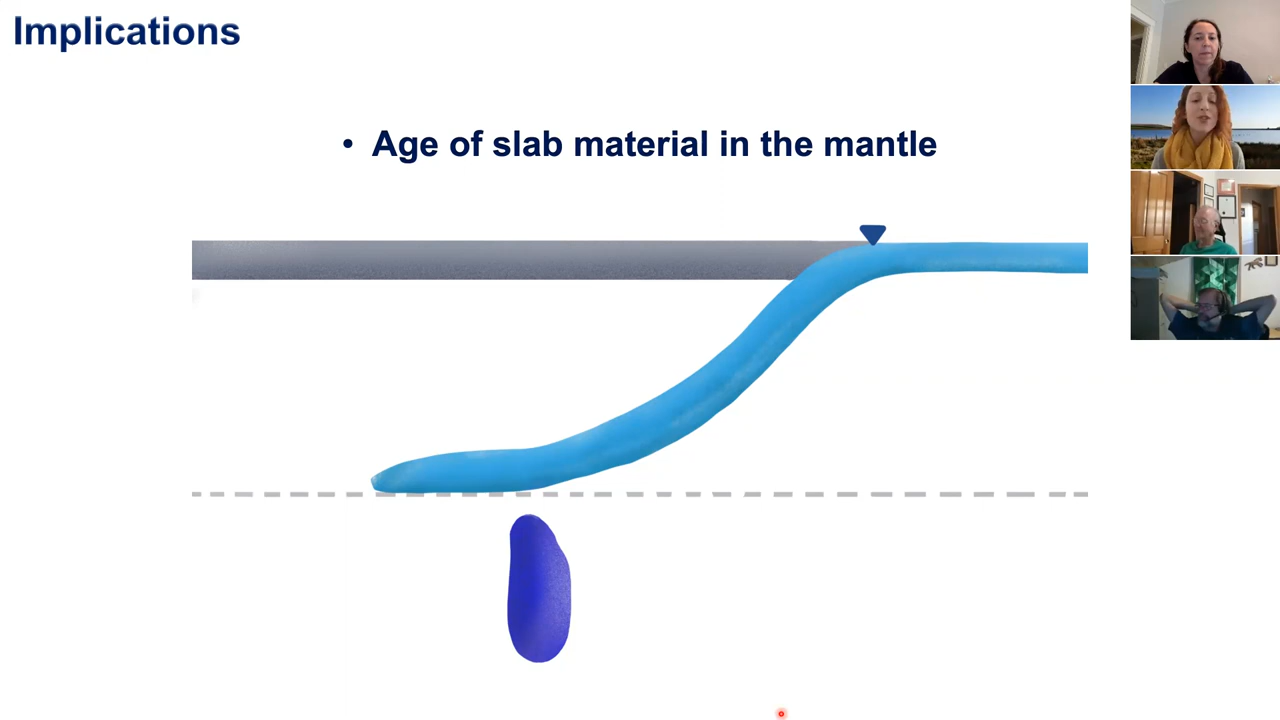 Implications
• Age of slab material in the mantle